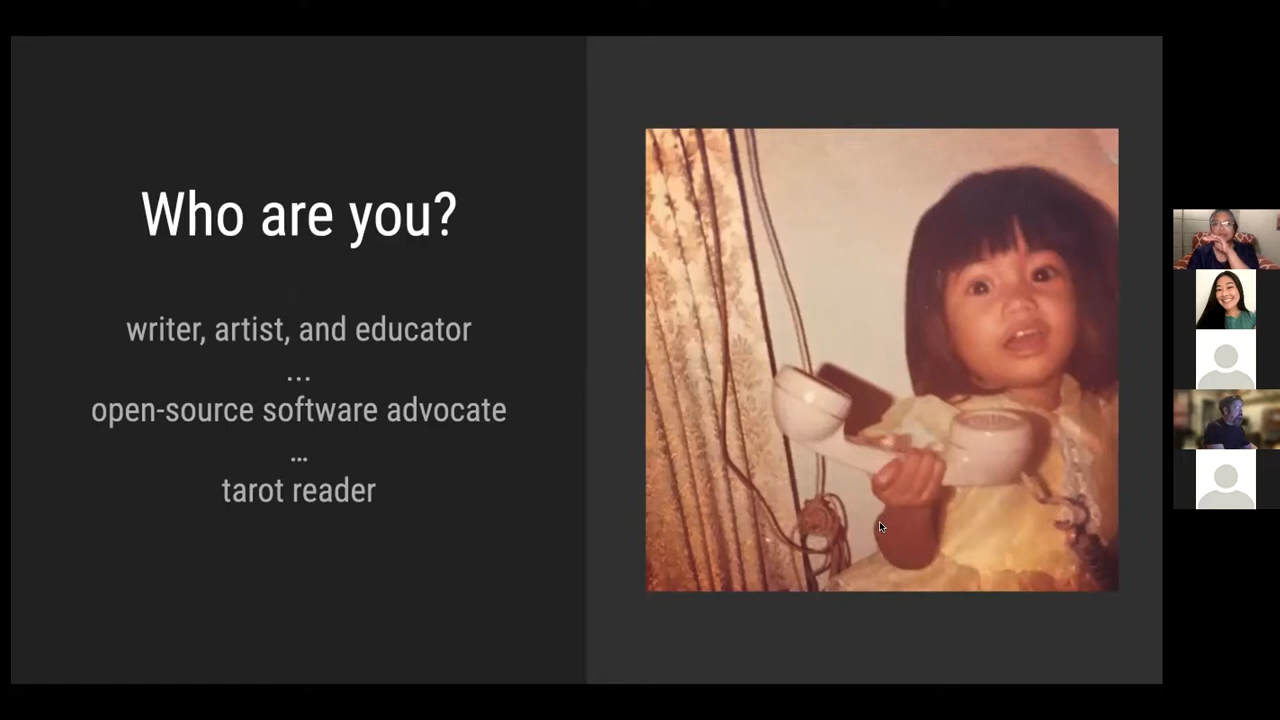 Who are you?
writer, artist, and educator
...
open-source software advocate
...
tarot reader